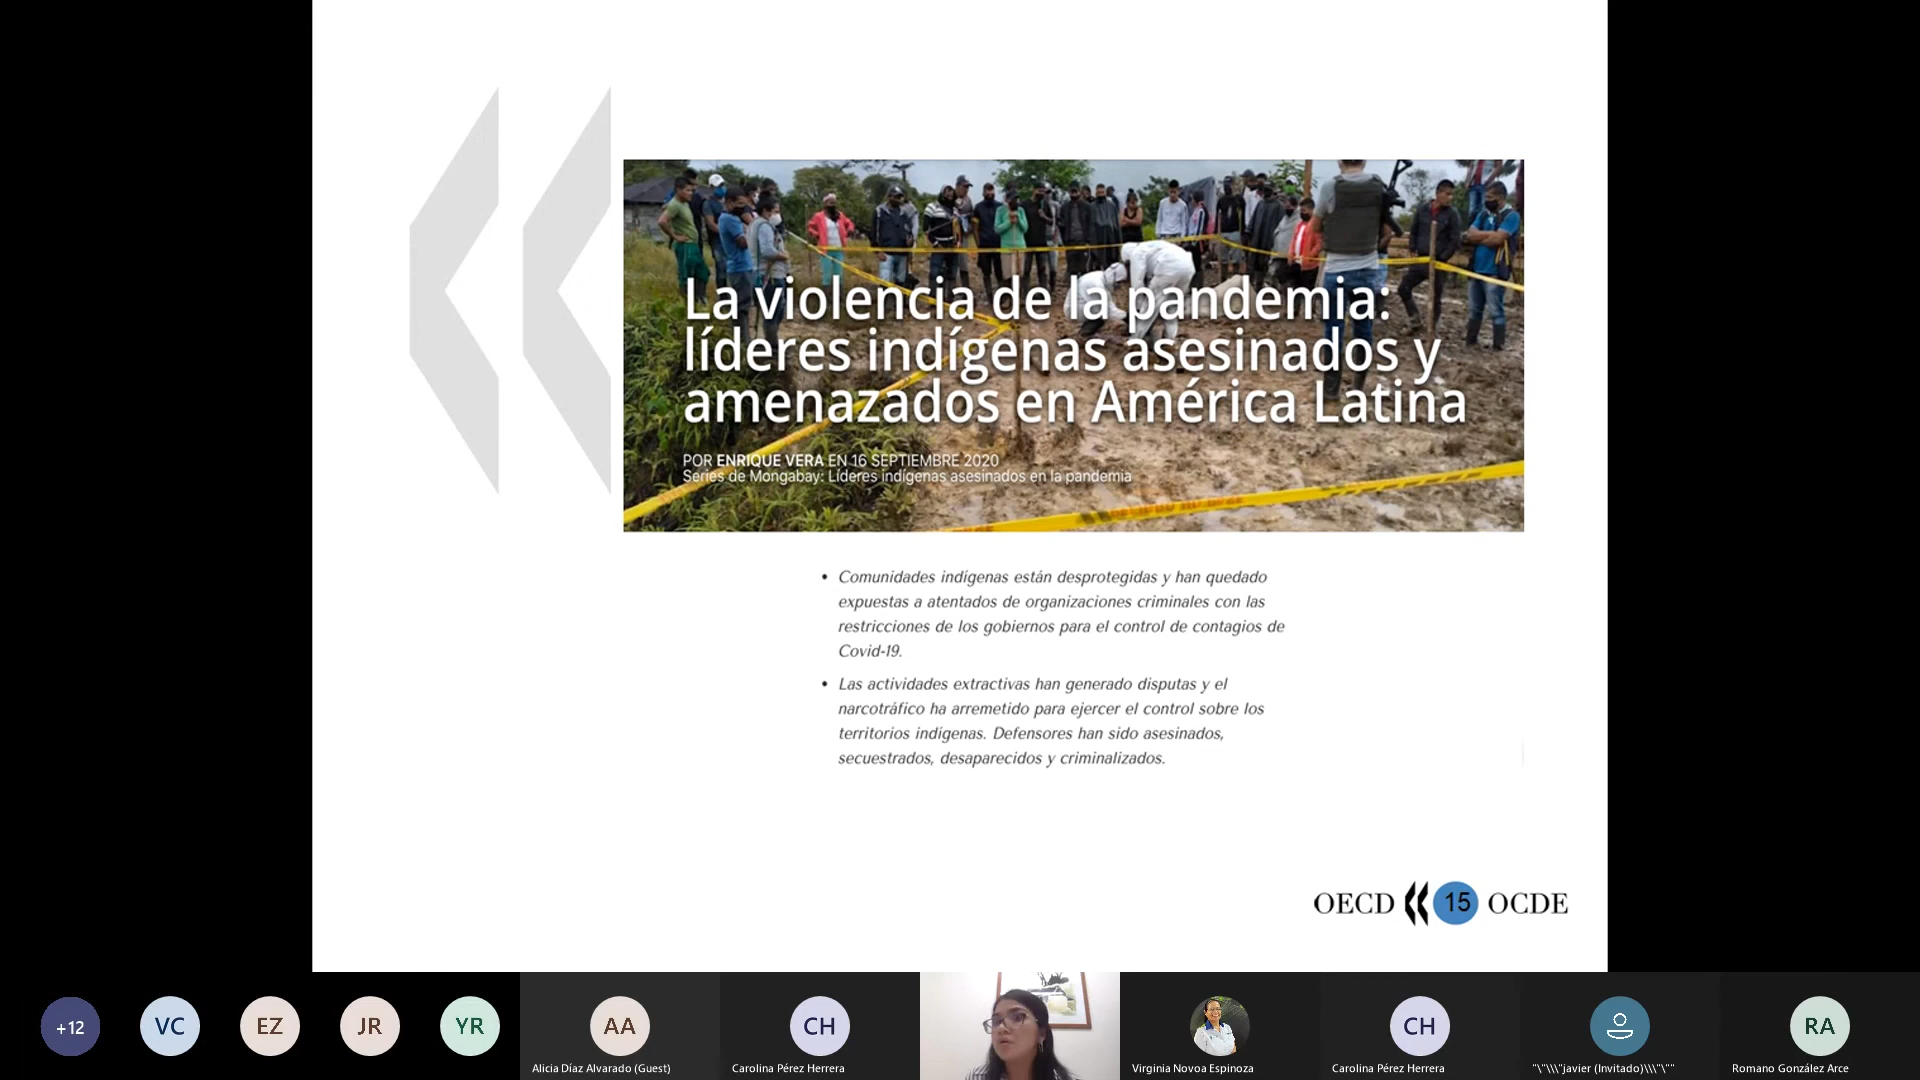 La violencia de la pandemia:
líderes indígenas asesinados y
amenazados en América Latina
POR ENRIQUE VERA EN 16 SEPTIEMBRE 2020
Series de Mongabay: Líderes indígenas asesinados en la pandemia
• Comunidades indígenas están desprotegidas y han quedado
expuestas a atentados de organizaciones criminales con las
restricciones de los gobiernos para el control de contagios de
Covid-19.
• Las actividades extractivas han generado disputas y el
narcotráfico ha arremetido para ejercer el control sobre los
territorios indígenas. Defensores han sido asesinados,
secuestrados, desaparecidos y criminalizados.
OECD 15 OCDE
+12 VC EZ JR YR AA CH CH RA
Alicia Díaz Alvarado (Guest) Carolina Pérez Herrera Virginia Novoa Espinoza Carolina Pérez Herrera "\"\\\"javier (Invitado)\\\"\"" Romano González Arce